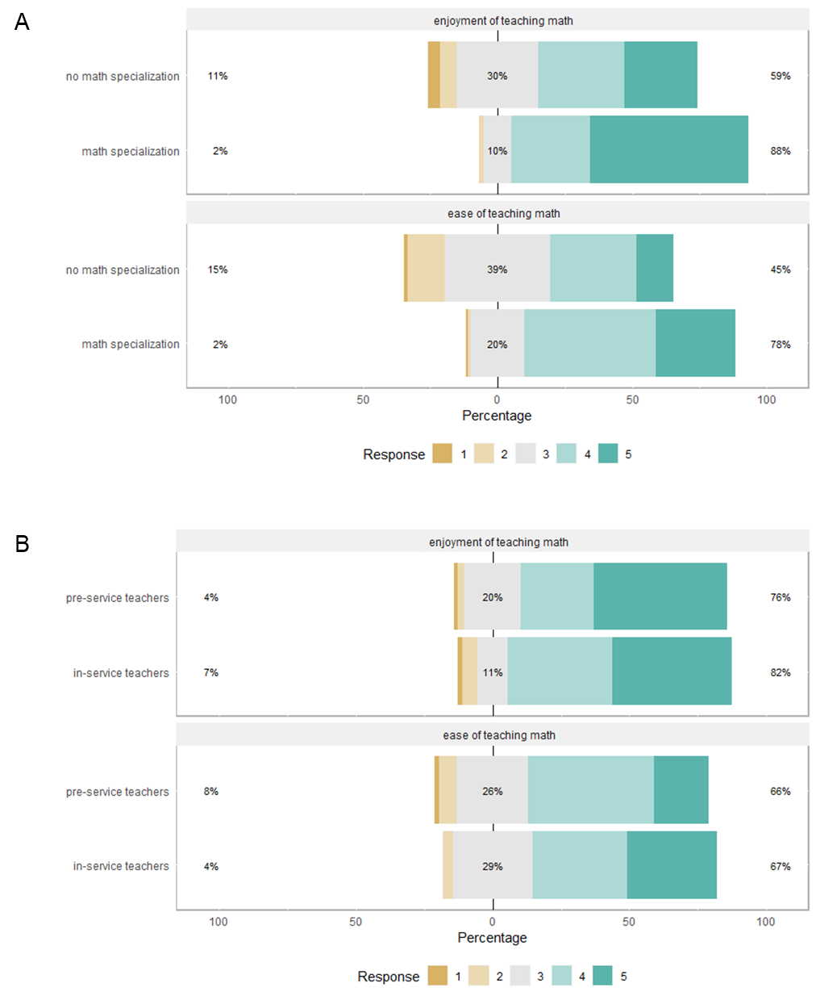 A
enjoyment of teaching math
no math specialization 11% 30% 59%
math specialization 2% 10% 88%
ease of teaching math
no math specialization 15% 39% 45%
math specialization 2% 20% 78%
100 50 0 50 100
Percentage
Response 1 2 3 4 5
B
enjoyment of teaching math
pre-service teachers 4% 20% 76%
in-service teachers 7% 11% 82%
ease of teaching math
pre-service teachers 8% 26% 66%
in-service teachers 4% 29% 67%
100 50 0 50 100
Percentage
Response 1 2 3 4 5